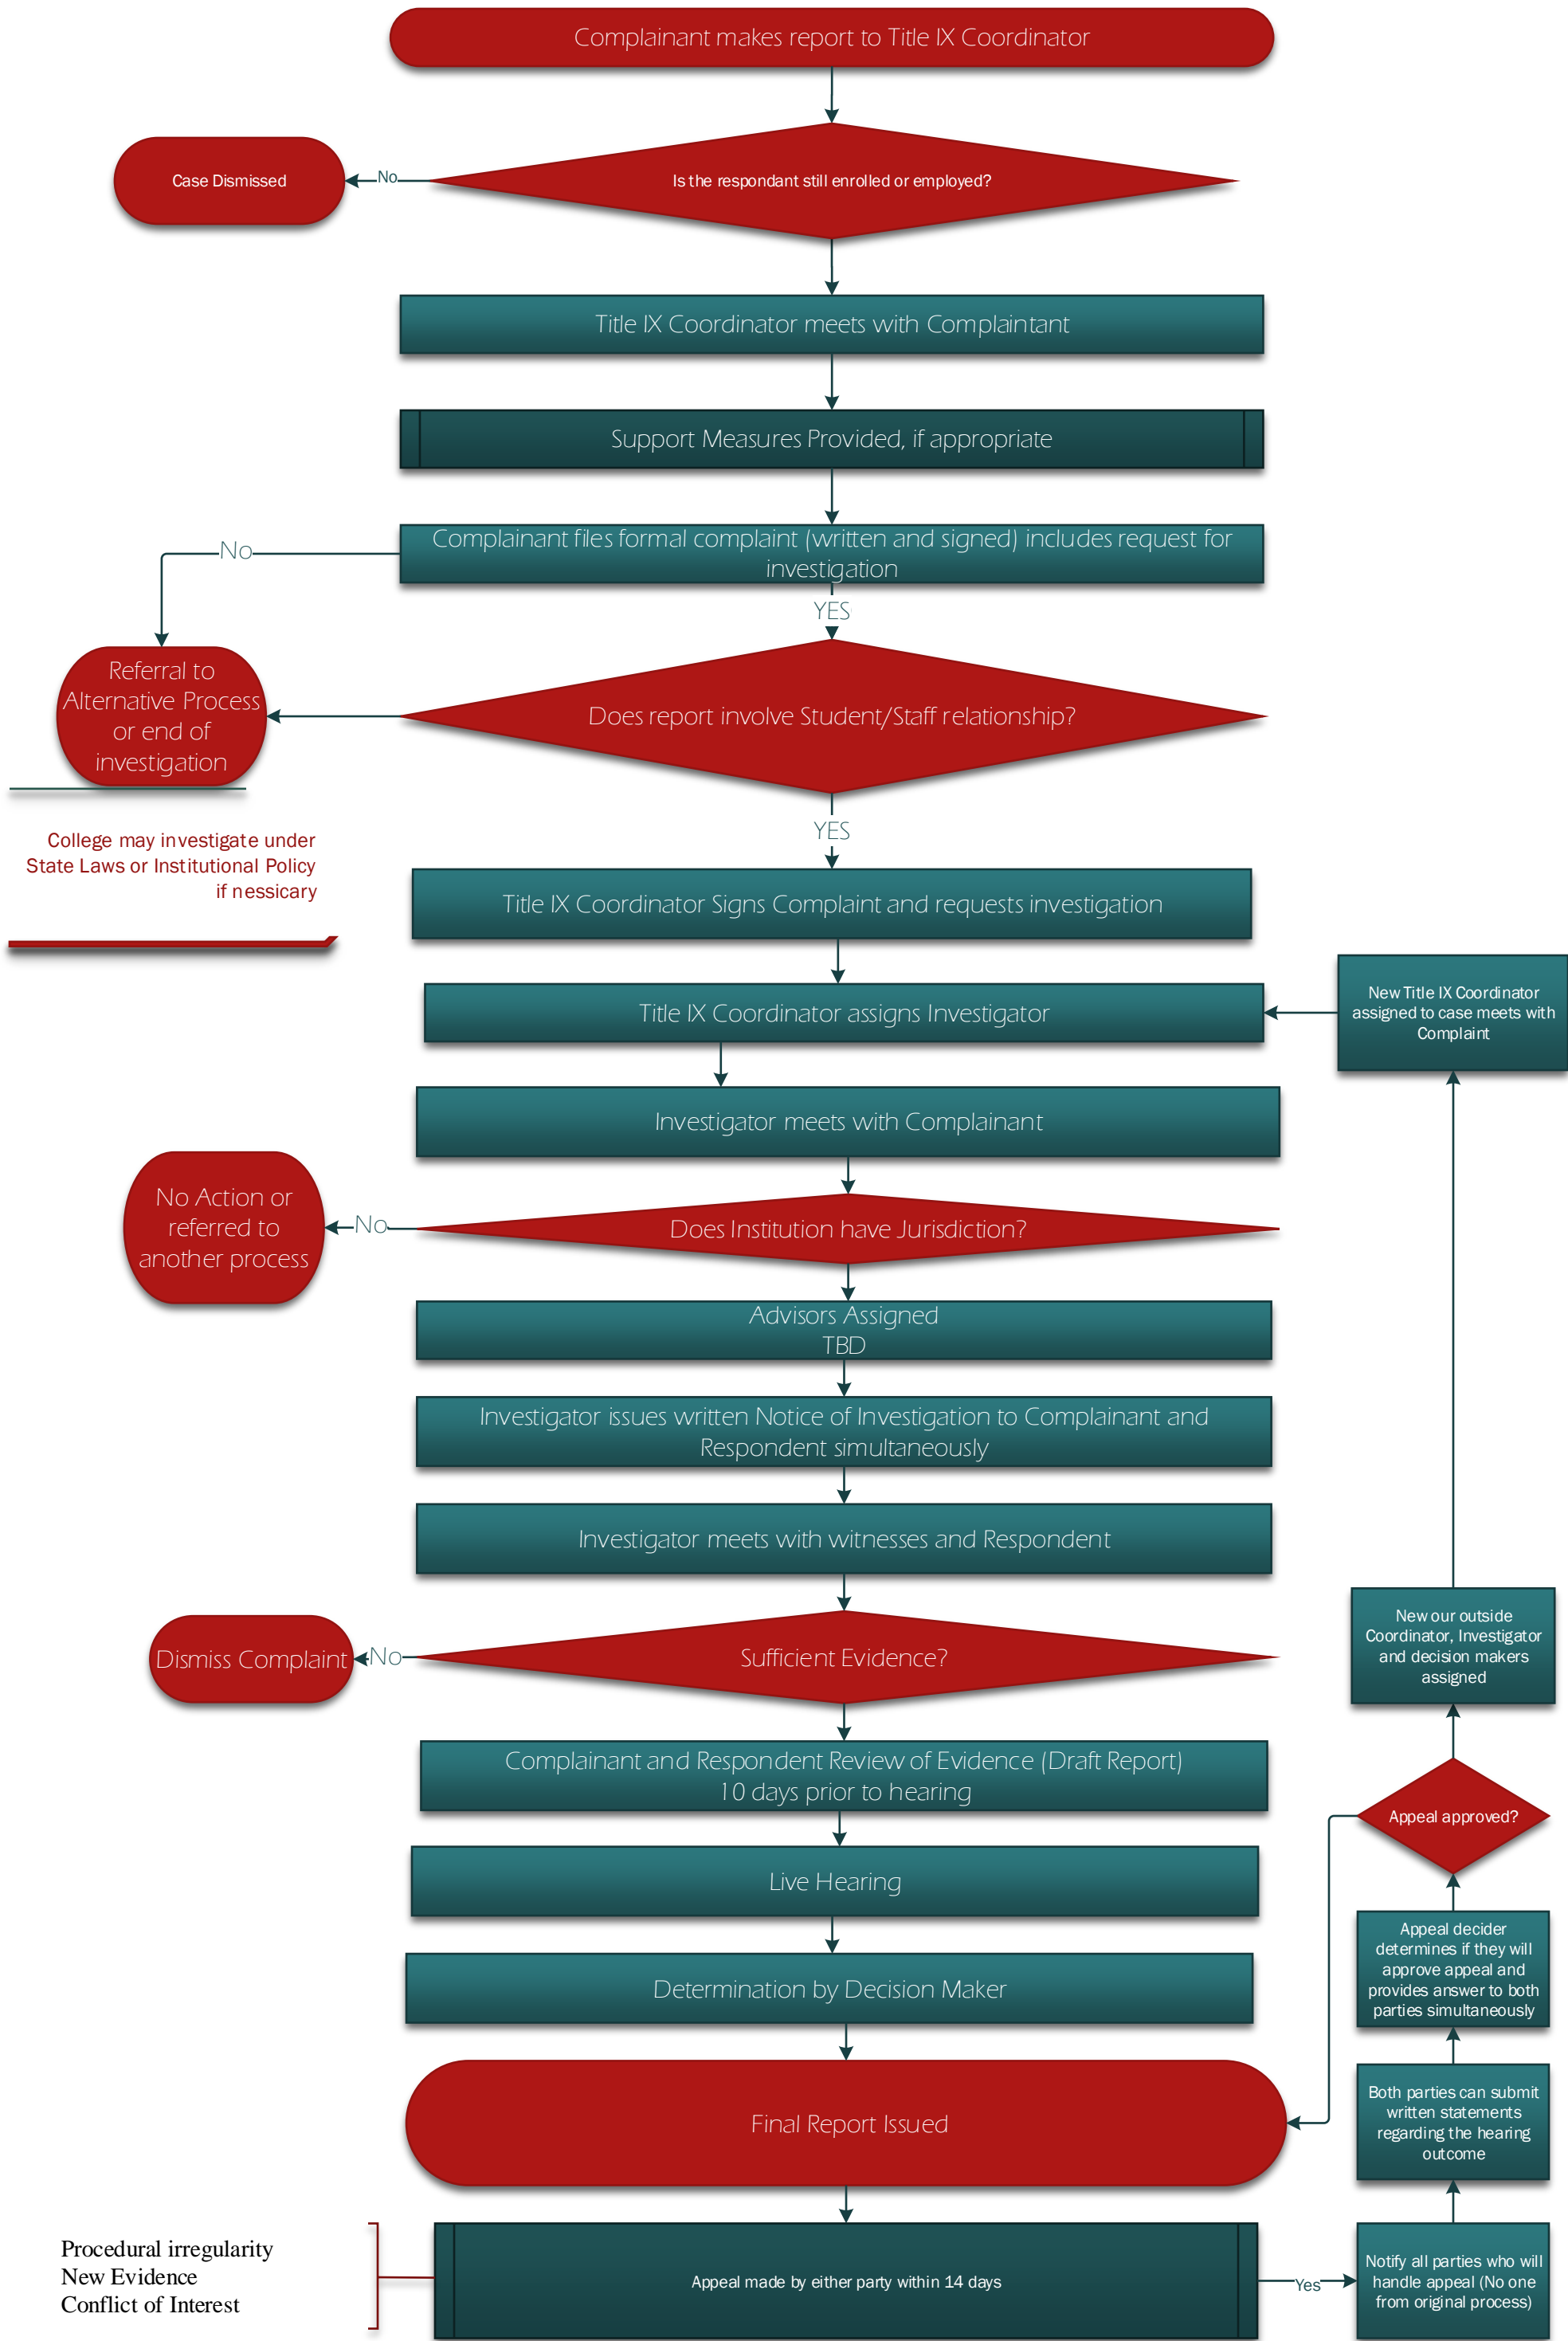 Complainant makes report to Title IX Coordinator
Case Dismissed
No
Is the respondant still enrolled or employed?
Title IX Coordinator meets with Complaintant
Support Measures Provided, if appropriate
Complainant files formal complaint (written and signed) includes request for
investigation
No
YES
Referral to
Alternative Process
or end of
investigation
Does report involve Student/Staff relationship?
YES
College may investigate under
State Laws or Institutional Policy
if nessicary
Title IX Coordinator Signs Complaint and requests investigation
Title IX Coordinator assigns Investigator
New Title IX Coordinator
assigned to case meets with
Complaint
Investigator meets with Complainant
No Action or
referred to
another process
No
Does Institution have Jurisdiction?
Advisors Assigned
TBD
Investigator issues written Notice of Investigation to Complainant and
Respondent simultaneously
Investigator meets with witnesses and Respondent
Dismiss Complaint
No
Sufficient Evidence?
New our outside
Coordinator, Investigator
and decision makers
assigned
Complainant and Respondent Review of Evidence (Draft Report)
10 days prior to hearing
Appeal approved?
Live Hearing
Appeal decider
determines if they will
approve appeal and
provides answer to both
parties simultaneously
Determination by Decision Maker
Both parties can submit
written statements
regarding the hearing
outcome
Final Report Issued
Procedural irregularity
New Evidence
Conflict of Interest
Appeal made by either party within 14 days
Yes
Notify all parties who will
handle appeal (No one
from original process)